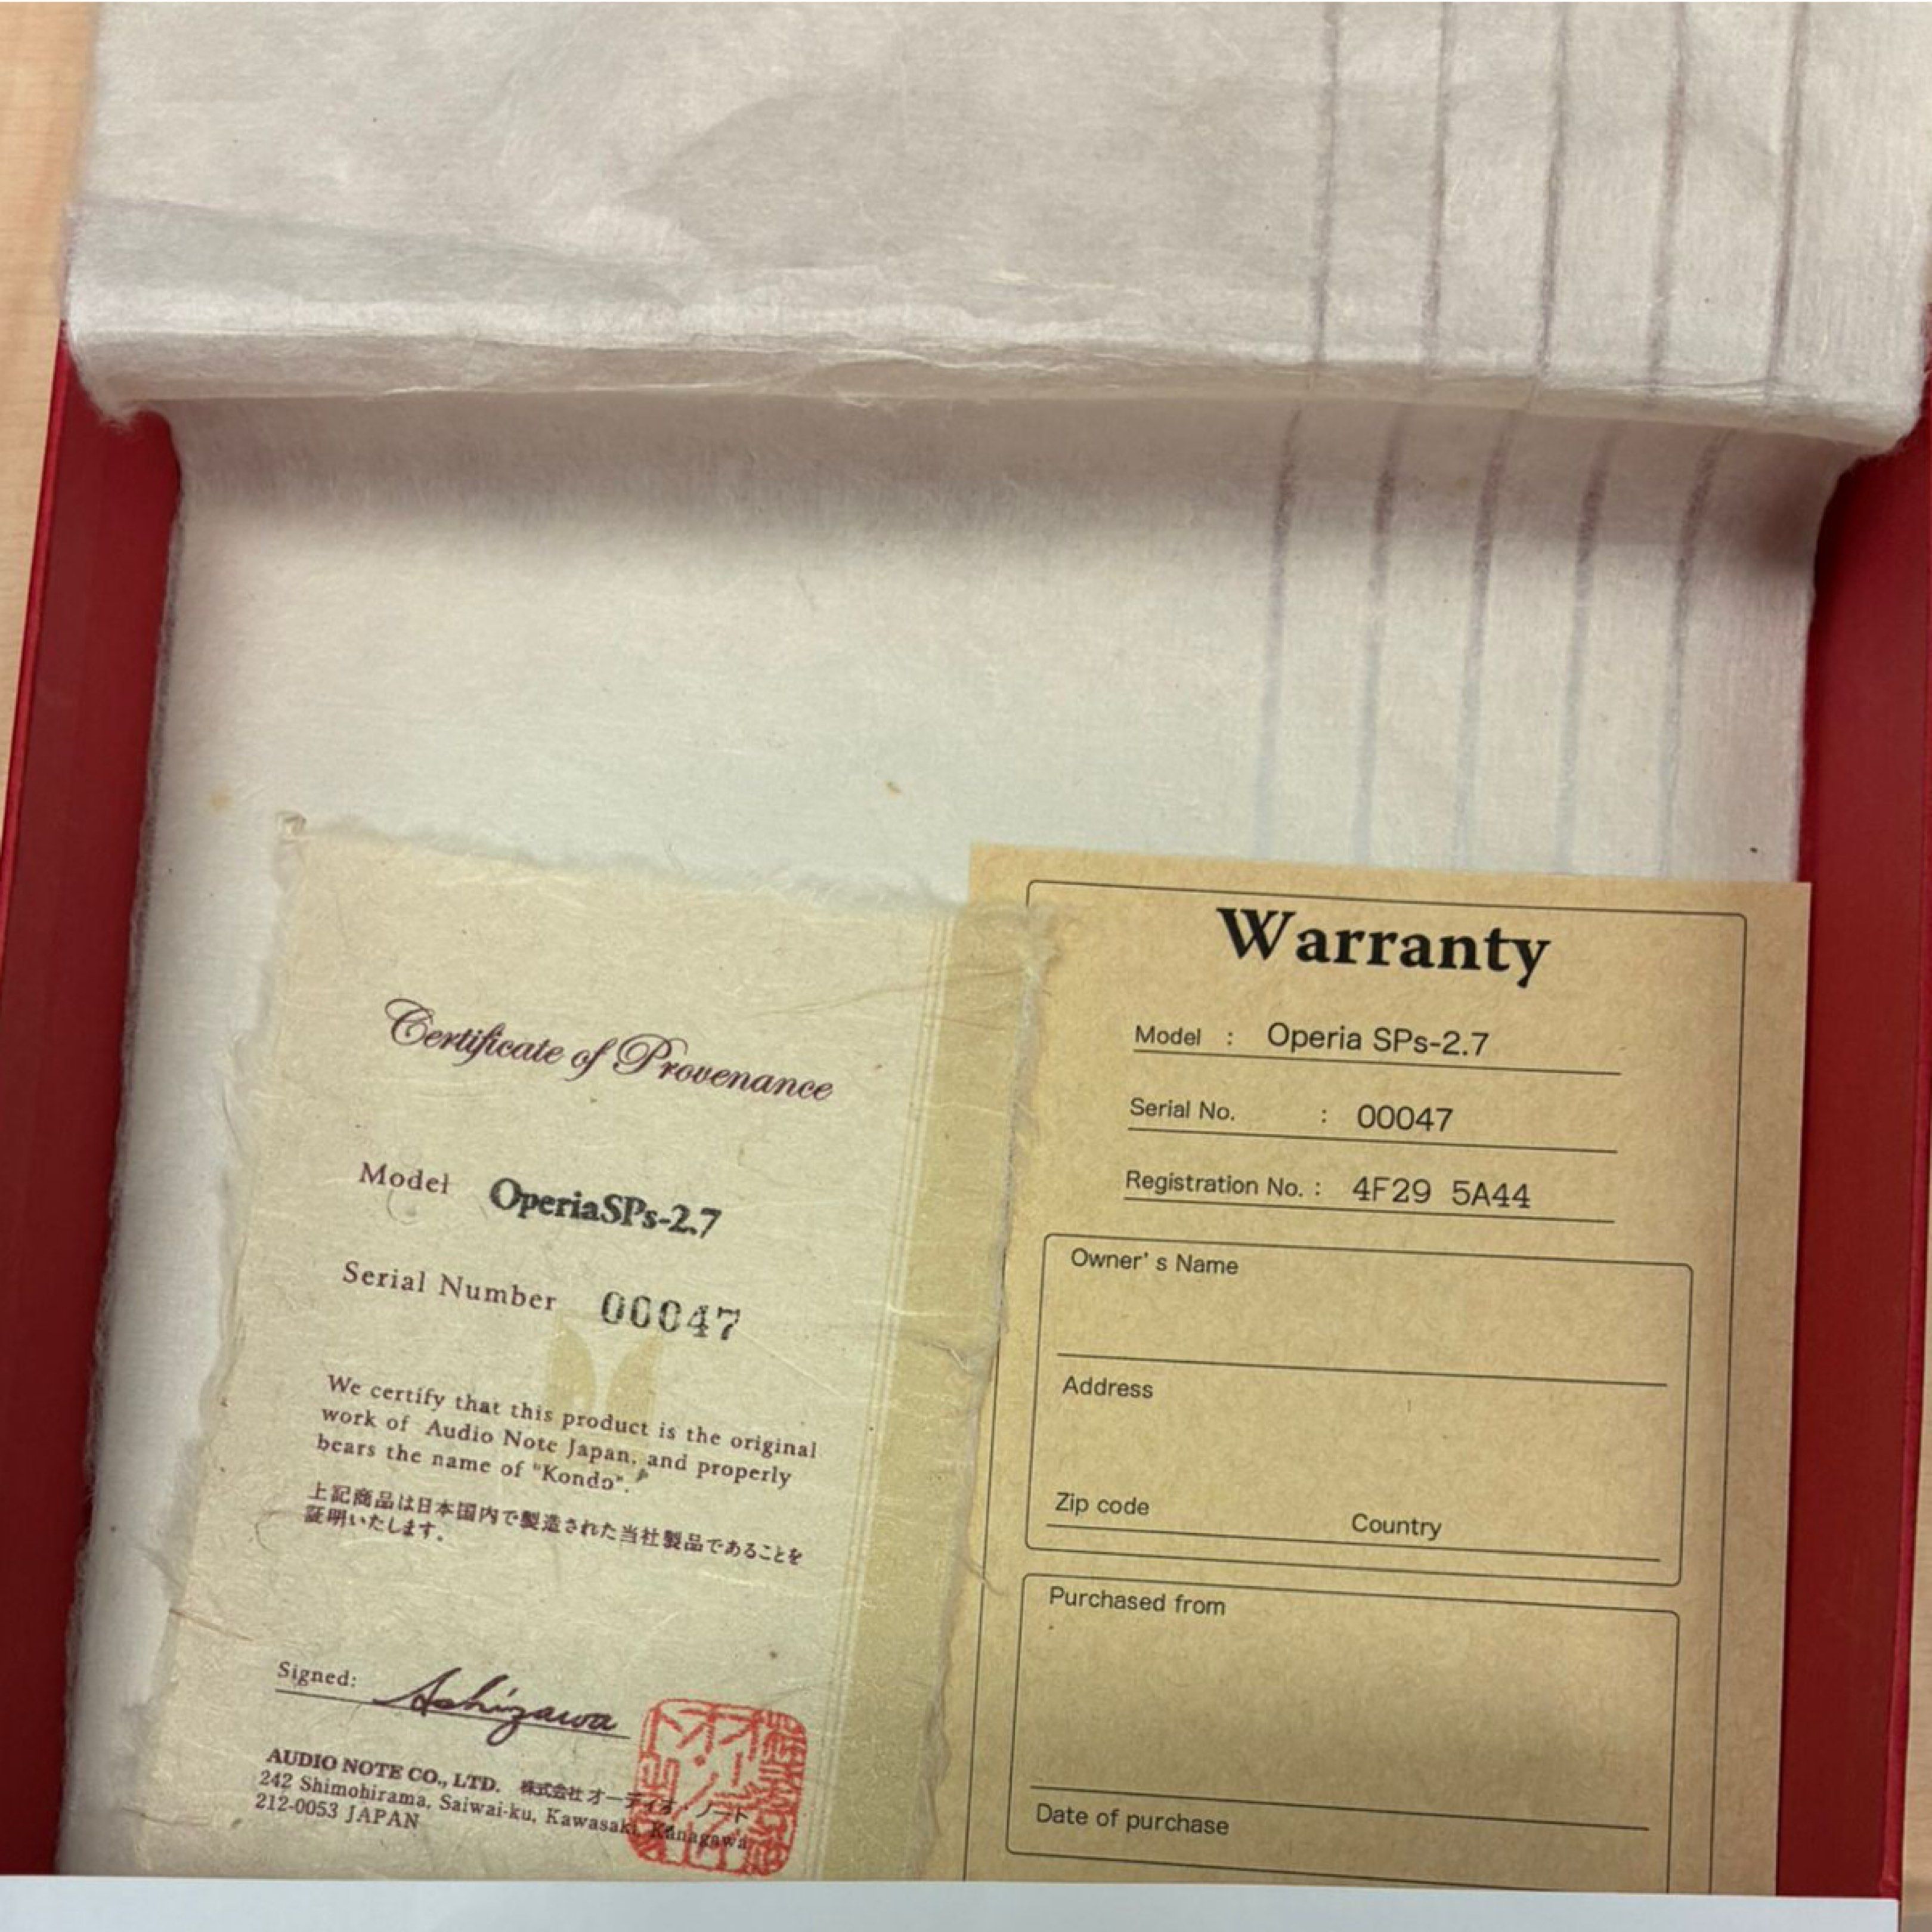 Certificate of Provenance
Model OperiaSPs-2.7
Serial Number 00047
We certify that this product is the original
work of Audio Note Japan, and properly
bears the name of "Kondo".
上記商品は日本国内で製造された当社製品であることを
証明いたします。
Signed: Ashizawa
AUDIO NOTE CO., LTD. 株式会社 オーディオ・ノート
242 Shimohirama, Saiwai-ku, Kawasaki, Kanagawa
212-0053 JAPAN
Warranty
Model : Operia SPs-2.7
Serial No. : 00047
Registration No. : 4F29 5A44
Owner's Name
Address
Zip code Country
Purchased from
Date of purchase